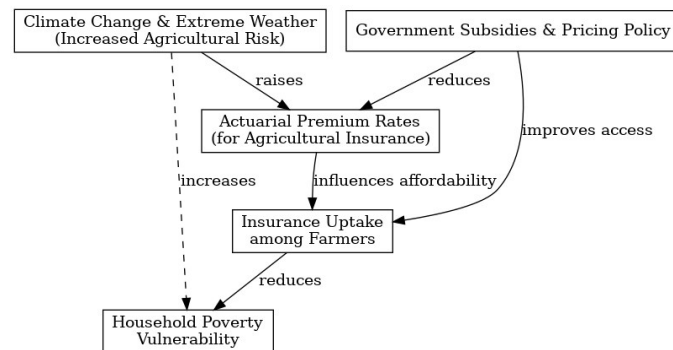 Climate Change & Extreme Weather
(Increased Agricultural Risk)
Government Subsidies & Pricing Policy
raises
reduces
Actuarial Premium Rates
(for Agricultural Insurance)
improves access
increases
influences affordability
Insurance Uptake
among Farmers
reduces
Household Poverty
Vulnerability